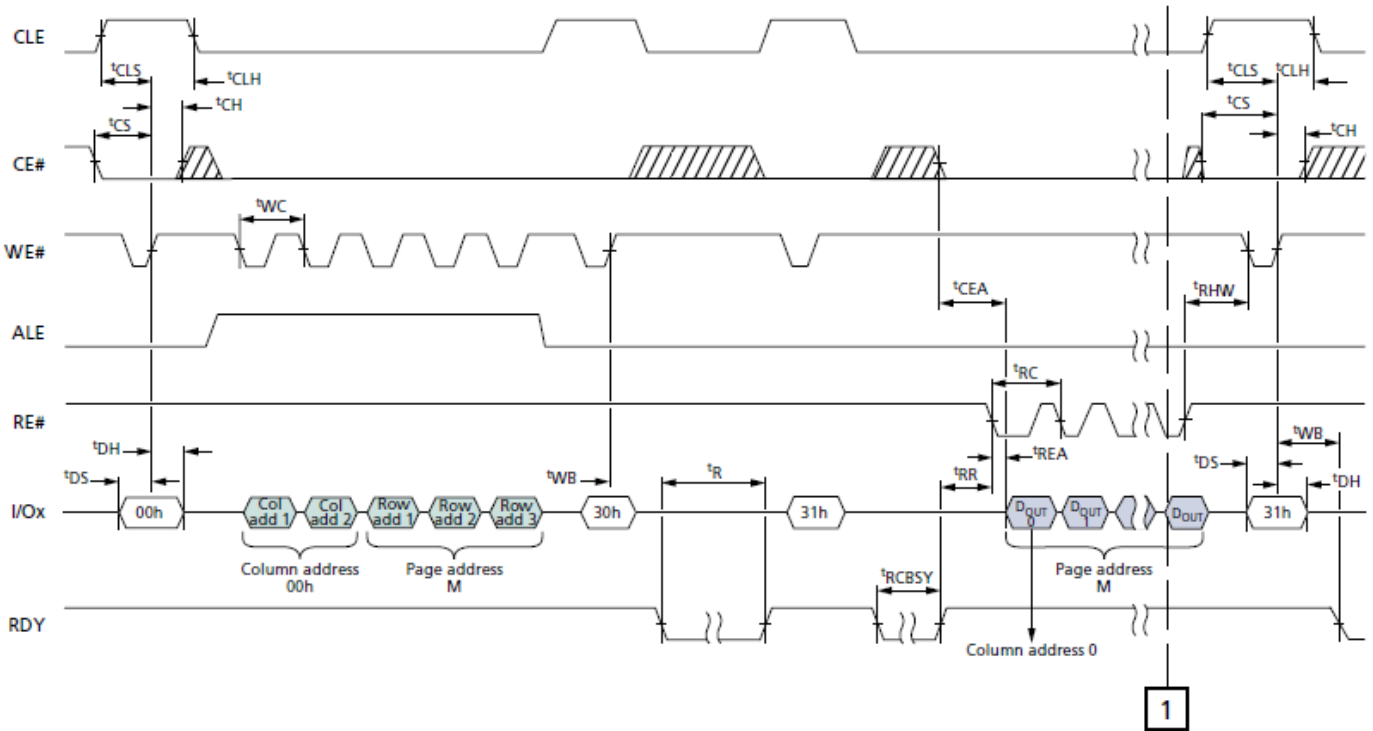 CLE
tCLS
tCLH
tCLS
tCLH
tCH
tCS
tCS
tCH
CE#
tWC
WE#
tCEA
tRHW
ALE
tRC
RE#
tDH
tREA
tWB
tDS
tWB
tR
tRR
tDS
tDH
I/Ox
00h
Col add 1
Col add 2
Row add 1
Row add 2
Row add 3
30h
31h
DOUT 0
DOUT 1
DOUT
31h
Column address 00h
Page address M
tRCBSY
Page address M
RDY
Column address 0
1